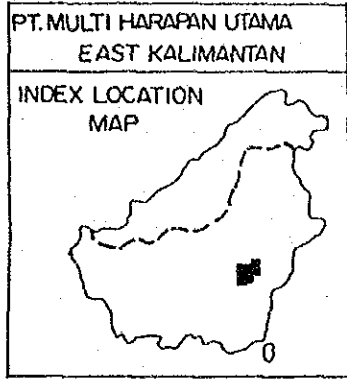 PT. MULTI HARAPAN UTAMA
EAST KALIMANTAN
INDEX LOCATION
MAP